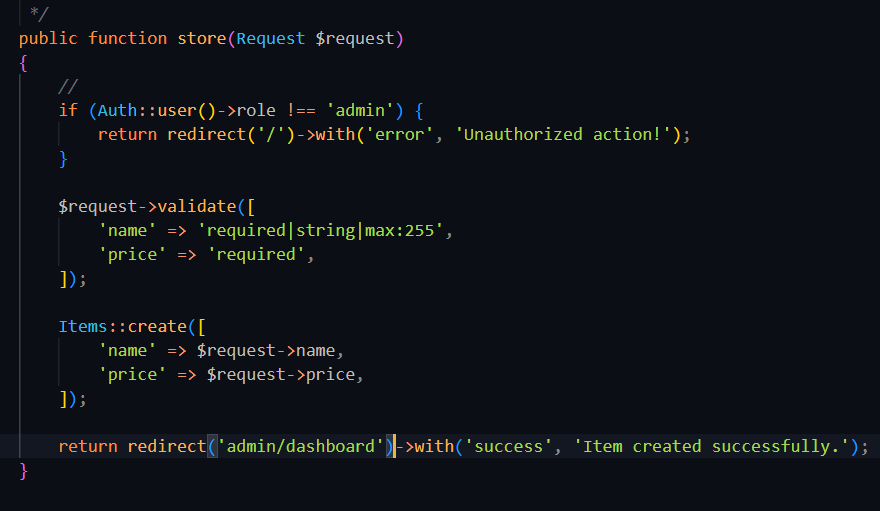 */
public function store(Request $request)
{
//
if (Auth::user()->role !== 'admin') {
return redirect('/')->with('error', 'Unauthorized action!');
}
$request->validate([
'name' => 'required|string|max:255',
'price' => 'required',
]);
Items::create([
'name' => $request->name,
'price' => $request->price,
]);
return redirect('admin/dashboard')->with('success', 'Item created successfully.');
}